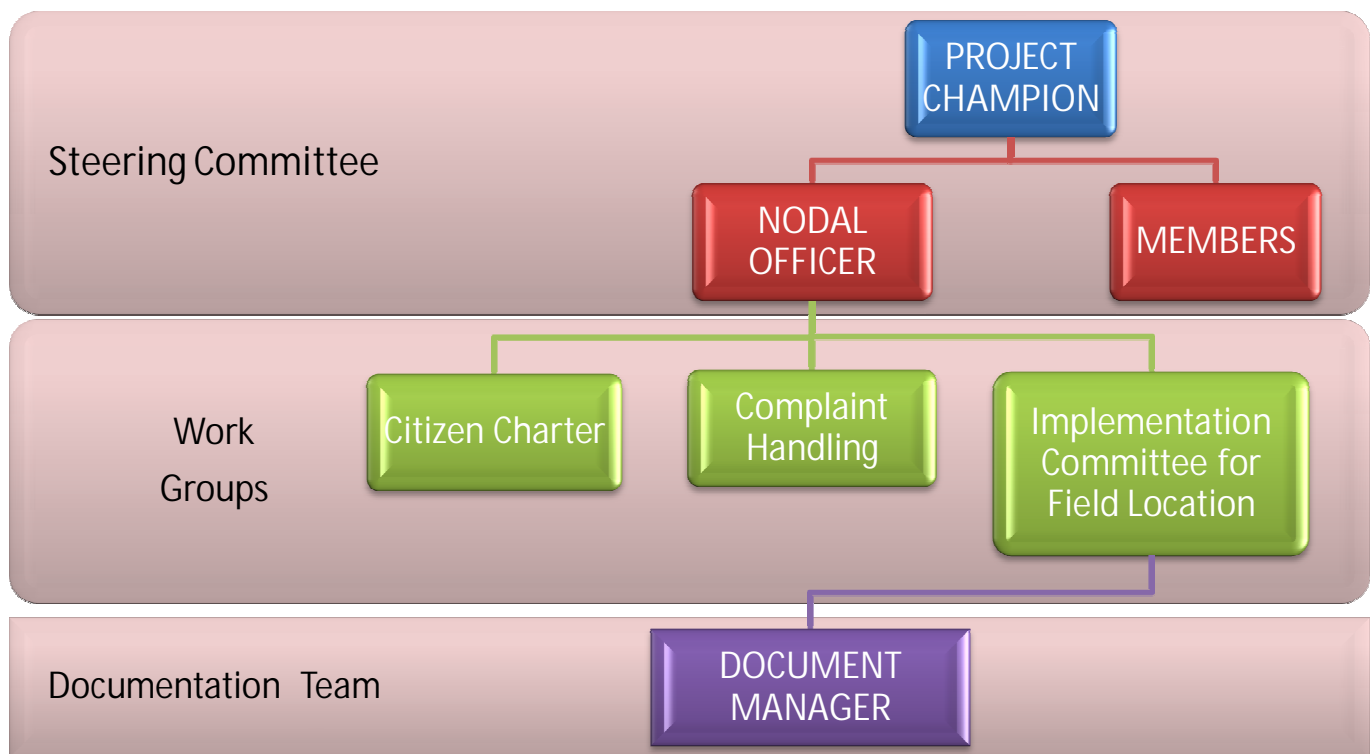 PROJECT
CHAMPION
Steering Committee
NODAL
OFFICER
MEMBERS
Work
Groups
Citizen Charter
Complaint
Handling
Implementation
Committee for
Field Location
Documentation Team
DOCUMENT
MANAGER